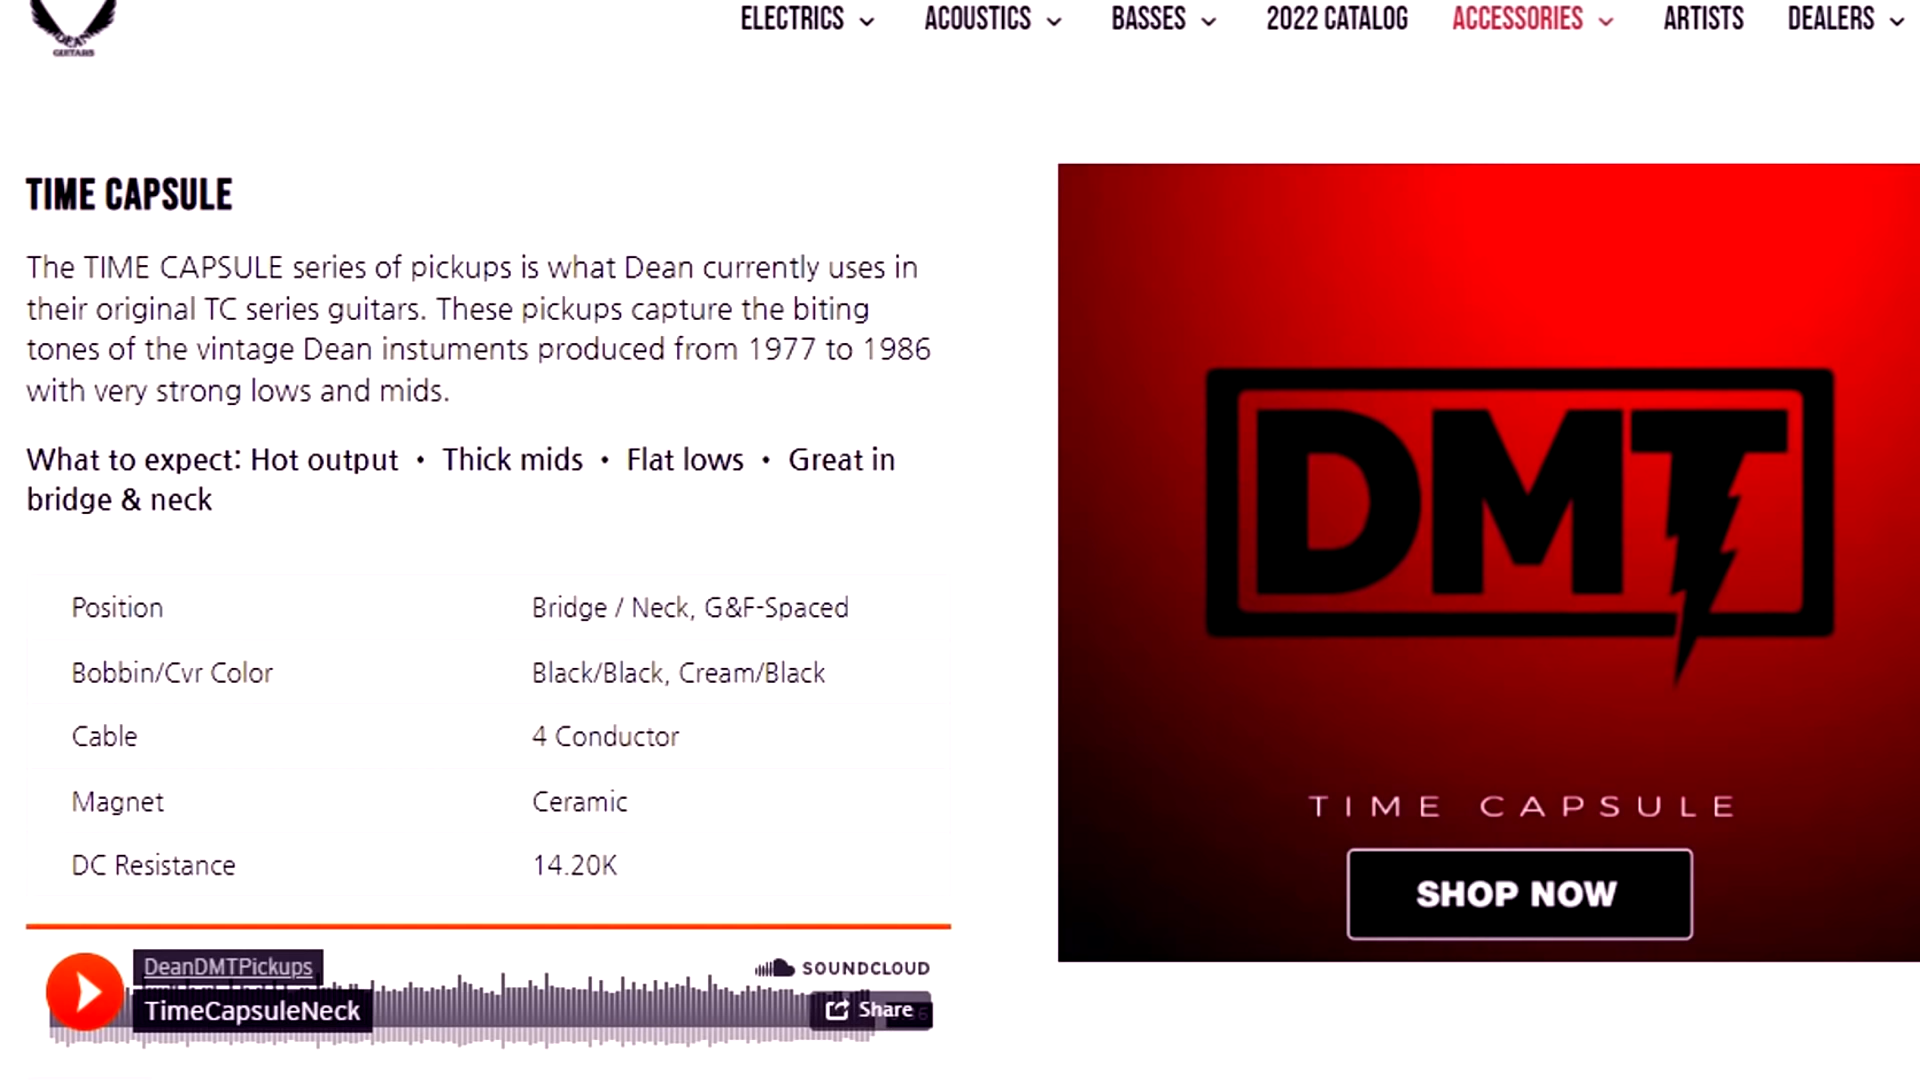 DEAN
GUITARS
ELECTRICS
ACOUSTICS
BASSES
2022 CATALOG
ACCESSORIES
ARTISTS
DEALERS
TIME CAPSULE
The TIME CAPSULE series of pickups is what Dean currently uses in
their original TC series guitars. These pickups capture the biting
tones of the vintage Dean instuments produced from 1977 to 1986
with very strong lows and mids.
What to expect: Hot output • Thick mids • Flat lows • Great in
bridge & neck
Position Bridge / Neck, G&F-Spaced
Bobbin/Cvr Color Black/Black, Cream/Black
Cable 4 Conductor
Magnet Ceramic
DC Resistance 14.20K
DeanDMTPickups
TimeCapsuleNeck
SOUNDCLOUD
Share
DMT
TIME CAPSULE
SHOP NOW